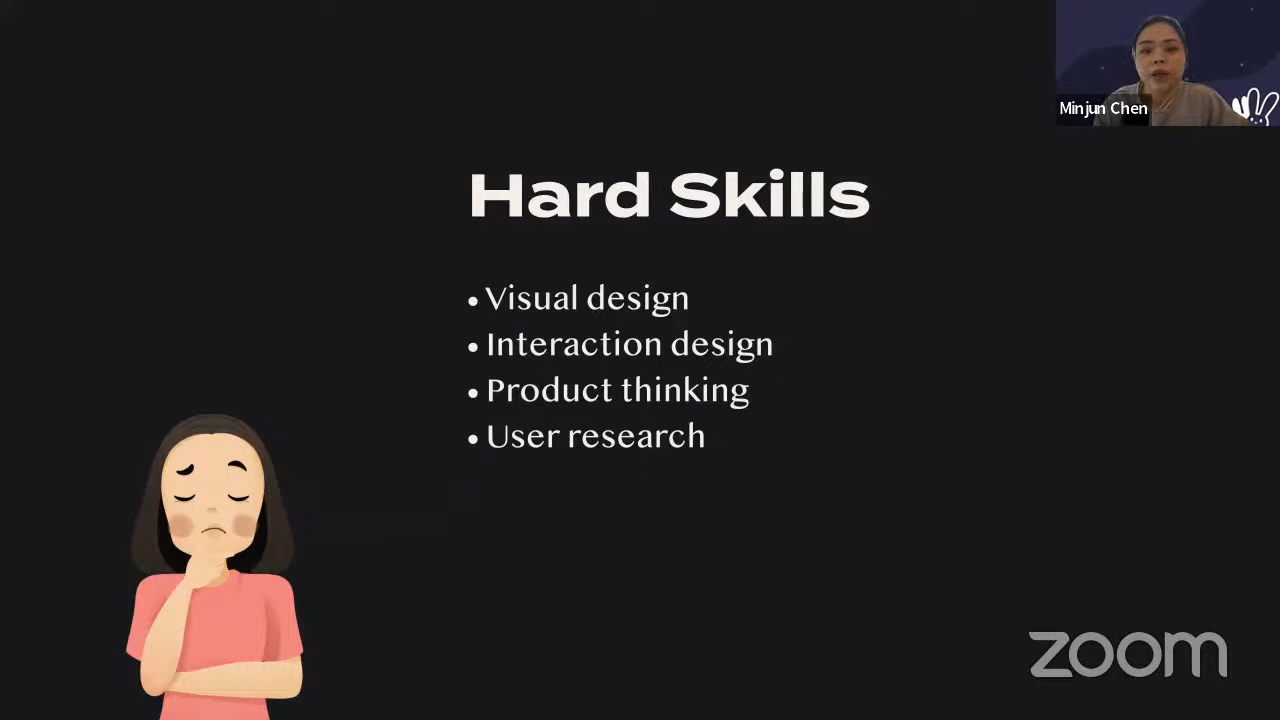 Minjun Chen
Hard Skills
• Visual design
• Interaction design
• Product thinking
• User research
zoom